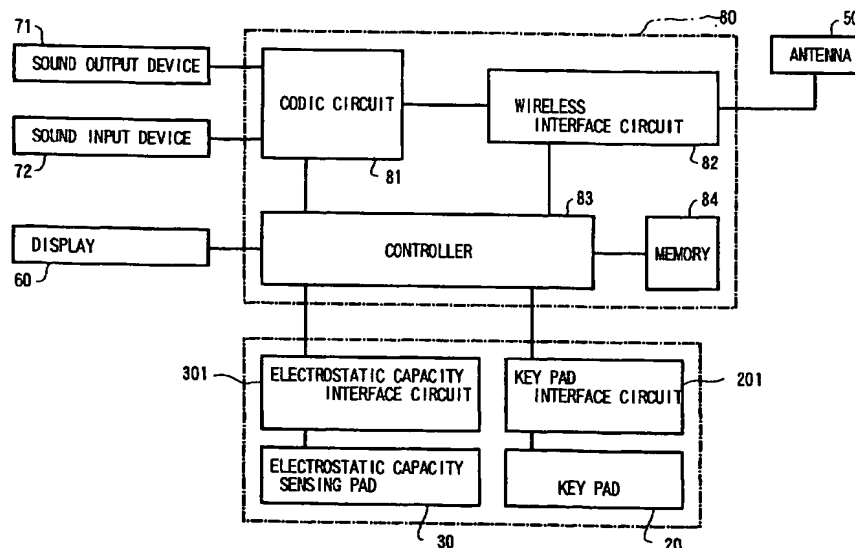 71
SOUND OUTPUT DEVICE
SOUND INPUT DEVICE
72
80
50
ANTENNA
CODIC CIRCUIT
81
WIRELESS
INTERFACE CIRCUIT
82
83
84
DISPLAY
60
CONTROLLER
MEMORY
301
ELECTROSTATIC CAPACITY
INTERFACE CIRCUIT
KEY PAD
INTERFACE CIRCUIT
201
ELECTROSTATIC CAPACITY
SENSING PAD
30
KEY PAD
20